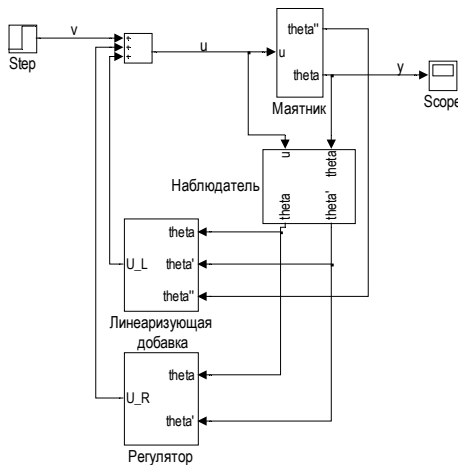 v
Step
u
u
theta''
theta
Маятник
y
Scope
u
theta
Наблюдатель
theta
theta'
U_L
theta
theta'
theta''
Линеаризующая
добавка
U_R
theta
theta'
Регулятор